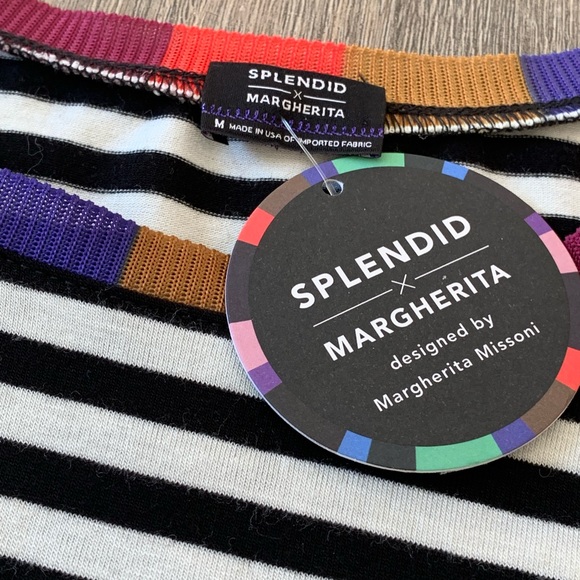 SPLENDID
x
MARGHERITA
M MADE IN USA OF IMPORTED FABRIC
SPLENDID
x
MARGHERITA
designed by
Margherita Missoni